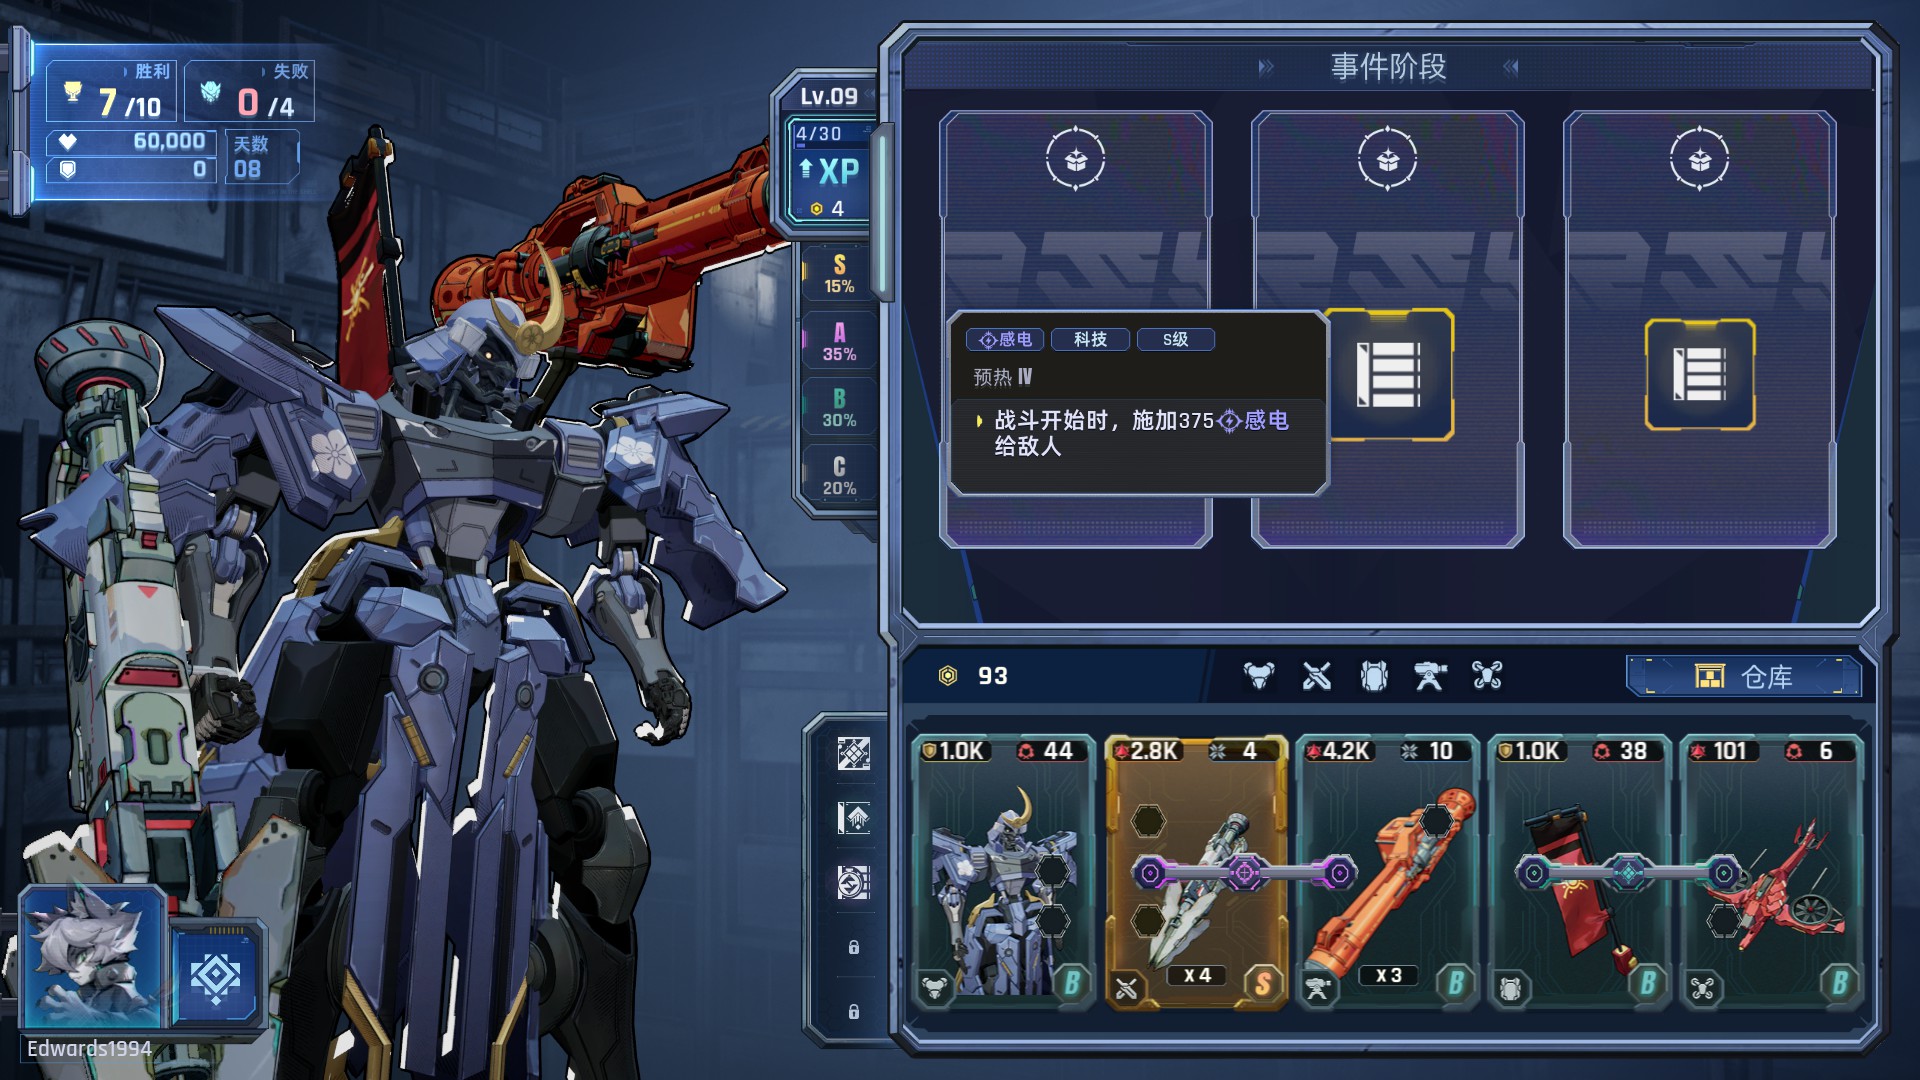 胜利
7/10
失败
0/4
60,000
0
天数
08
Lv.09
4/30
XP
4
S
15%
A
35%
B
30%
C
20%
事件阶段
感电
科技
S级
预热 IV
战斗开始时，施加375感电
给敌人
93
仓库
1.0K
44
B
2.8K
4
x4
S
4.2K
10
x3
B
1.0K
38
B
101
6
B
Edwards1994